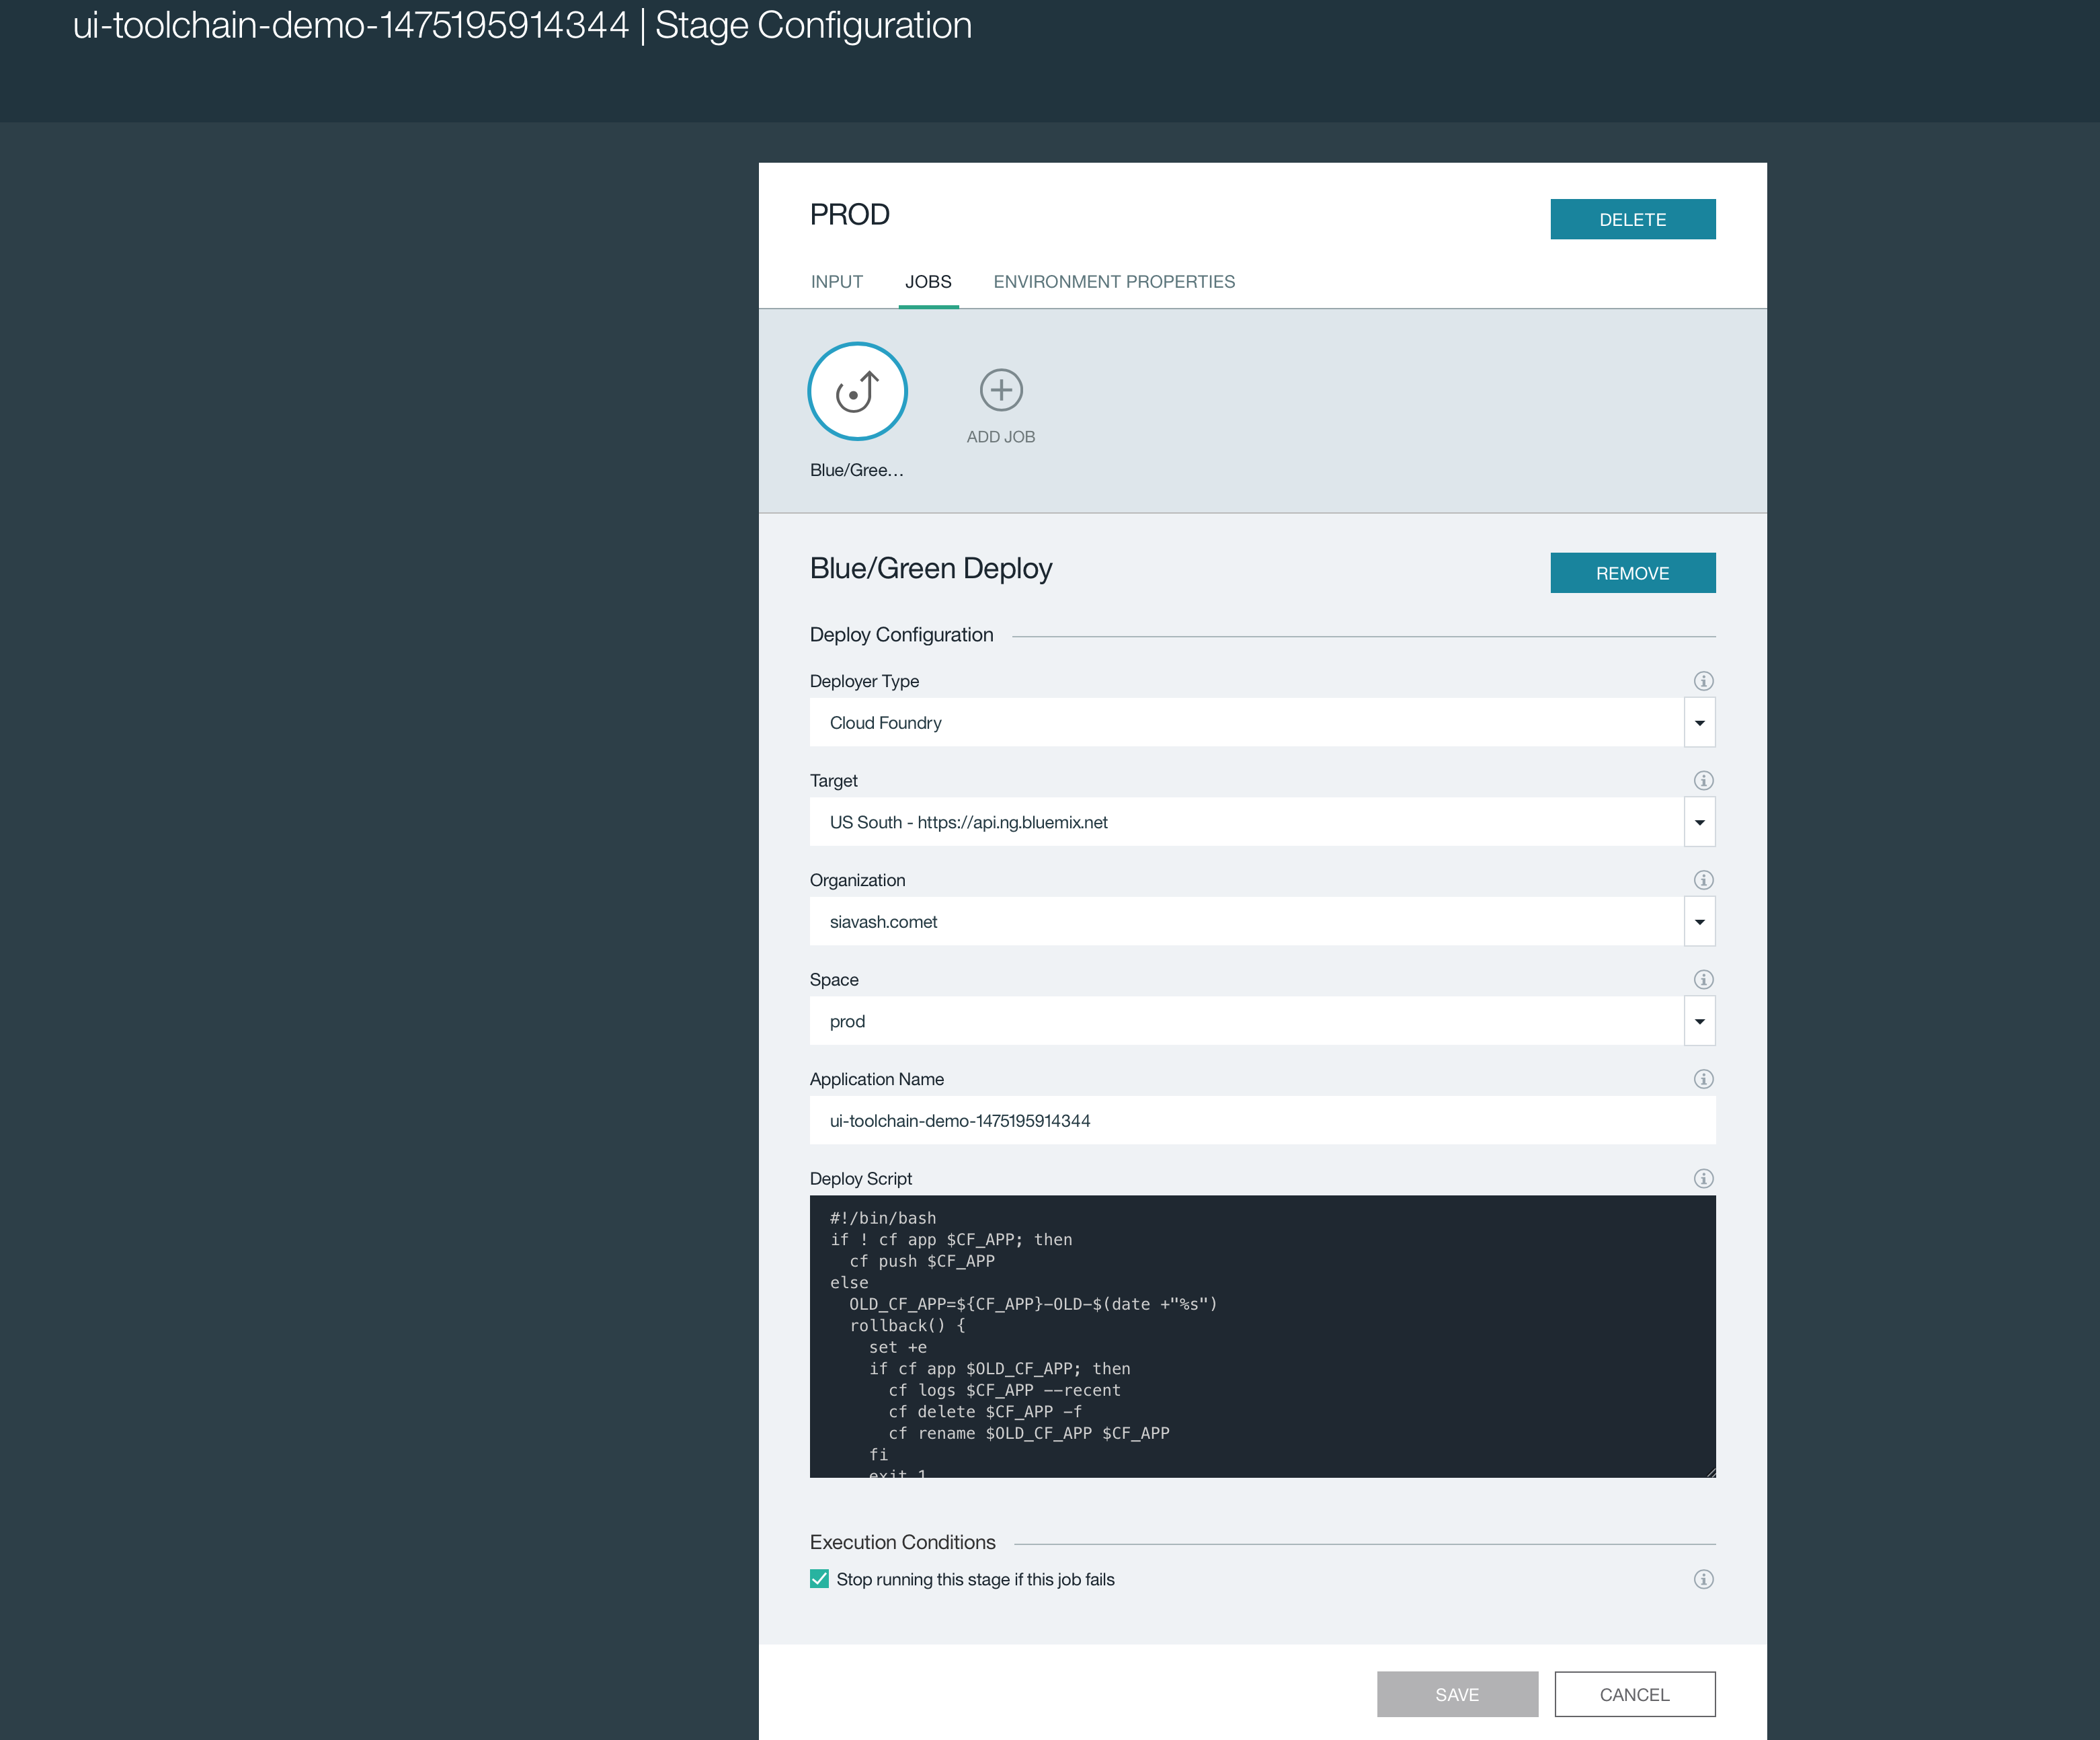 ui-toolchain-demo-1475195914344 | Stage Configuration
PROD
DELETE
INPUT JOBS ENVIRONMENT PROPERTIES
ADD JOB
Blue/Gree...
Blue/Green Deploy
REMOVE
Deploy Configuration
Deployer Type
Cloud Foundry
Target
US South - https://api.ng.bluemix.net
Organization
siavash.comet
Space
prod
Application Name
ui-toolchain-demo-1475195914344
Deploy Script
#!/bin/bash
if ! cf app $CF_APP; then
  cf push $CF_APP
else
  OLD_CF_APP=${CF_APP}-OLD-$(date +"%s")
  rollback() {
    set +e
    if cf app $OLD_CF_APP; then
      cf logs $CF_APP --recent
      cf delete $CF_APP -f
      cf rename $OLD_CF_APP $CF_APP
    fi
    exit 1
Execution Conditions
Stop running this stage if this job fails
SAVE CANCEL